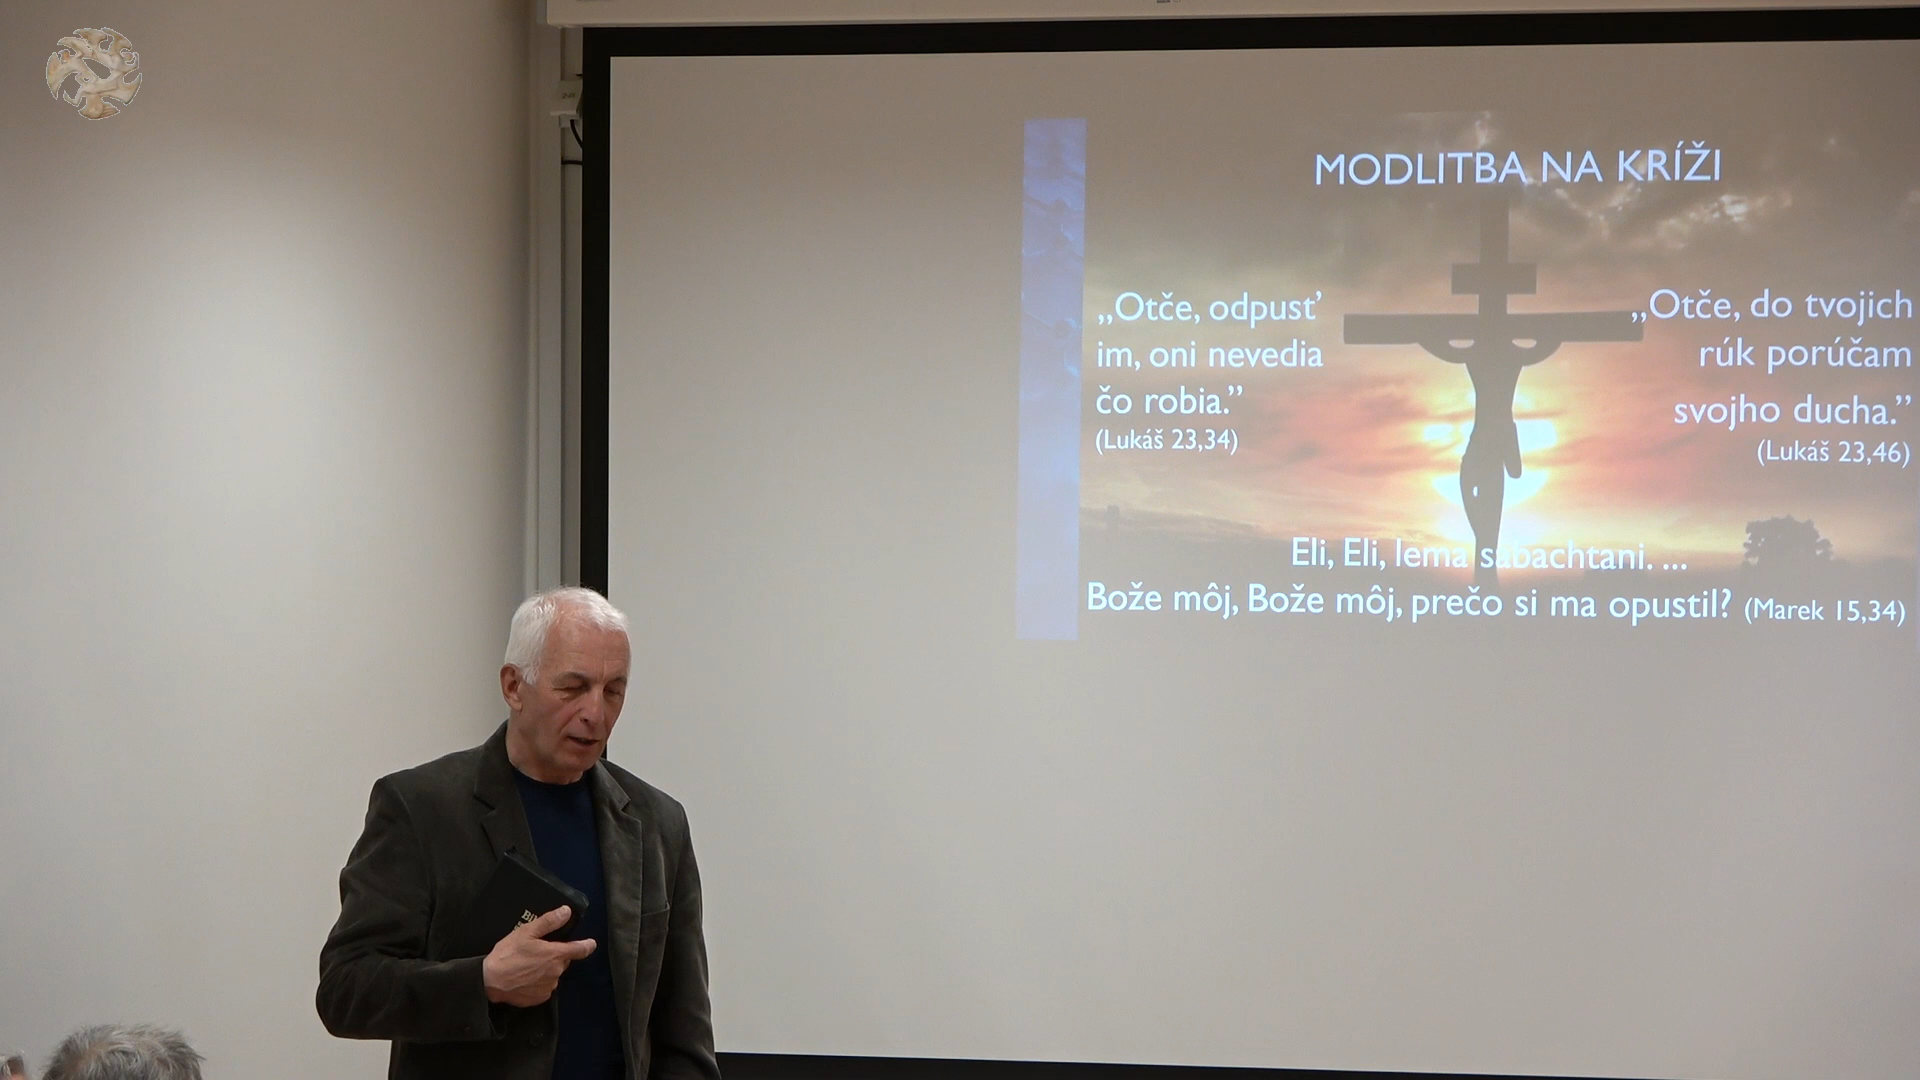 MODLITBA NA KRÍŽI
„Otče, odpusť
im, oni nevedia
čo robia.”
(Lukáš 23,34)
„Otče, do tvojich
rúk porúčam
svojho ducha.”
(Lukáš 23,46)
Eli, Eli, lema sabachtani. ...
Bože môj, Bože môj, prečo si ma opustil? (Marek 15,34)